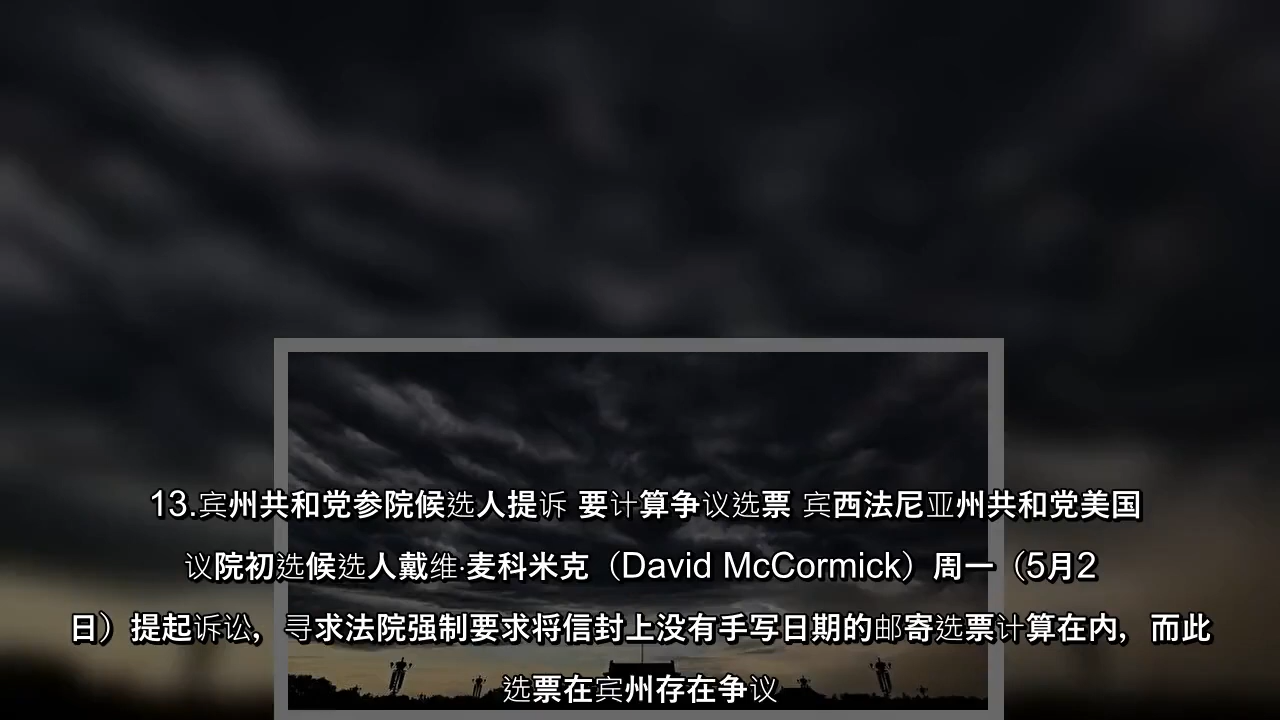 13.宾州共和党参院候选人提诉 要计算争议选票 宾西法尼亚州共和党美国
议院初选候选人戴维·麦科米克（David McCormick）周一（5月2
日）提起诉讼，寻求法院强制要求将信封上没有手写日期的邮寄选票计算在内，而此
选票在宾州存在争议